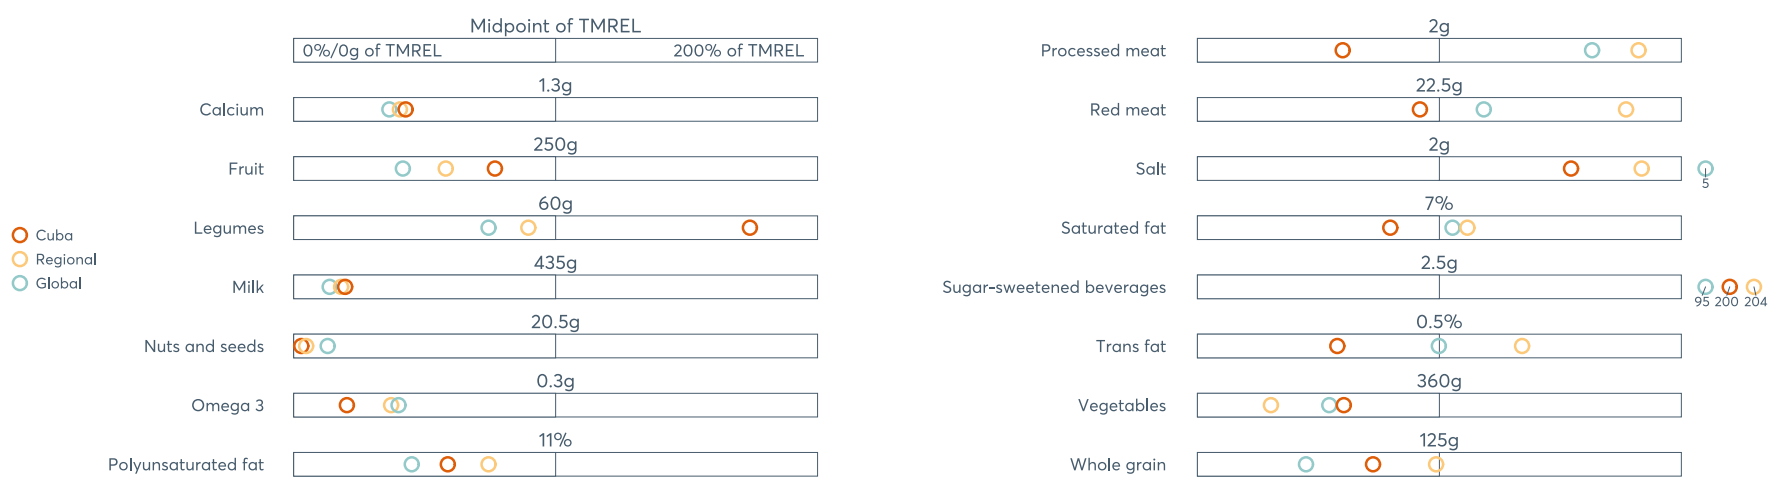 Midpoint of TMREL
0%/0g of TMREL 200% of TMREL
1.3g
Calcium
250g
Fruit
60g
Legumes
435g
Milk
20.5g
Nuts and seeds
0.3g
Omega 3
11%
Polyunsaturated fat
Cuba
Regional
Global
2g
Processed meat
22.5g
Red meat
2g
Salt
5
7%
Saturated fat
2.5g
Sugar-sweetened beverages
95 200 204
0.5%
Trans fat
360g
Vegetables
125g
Whole grain